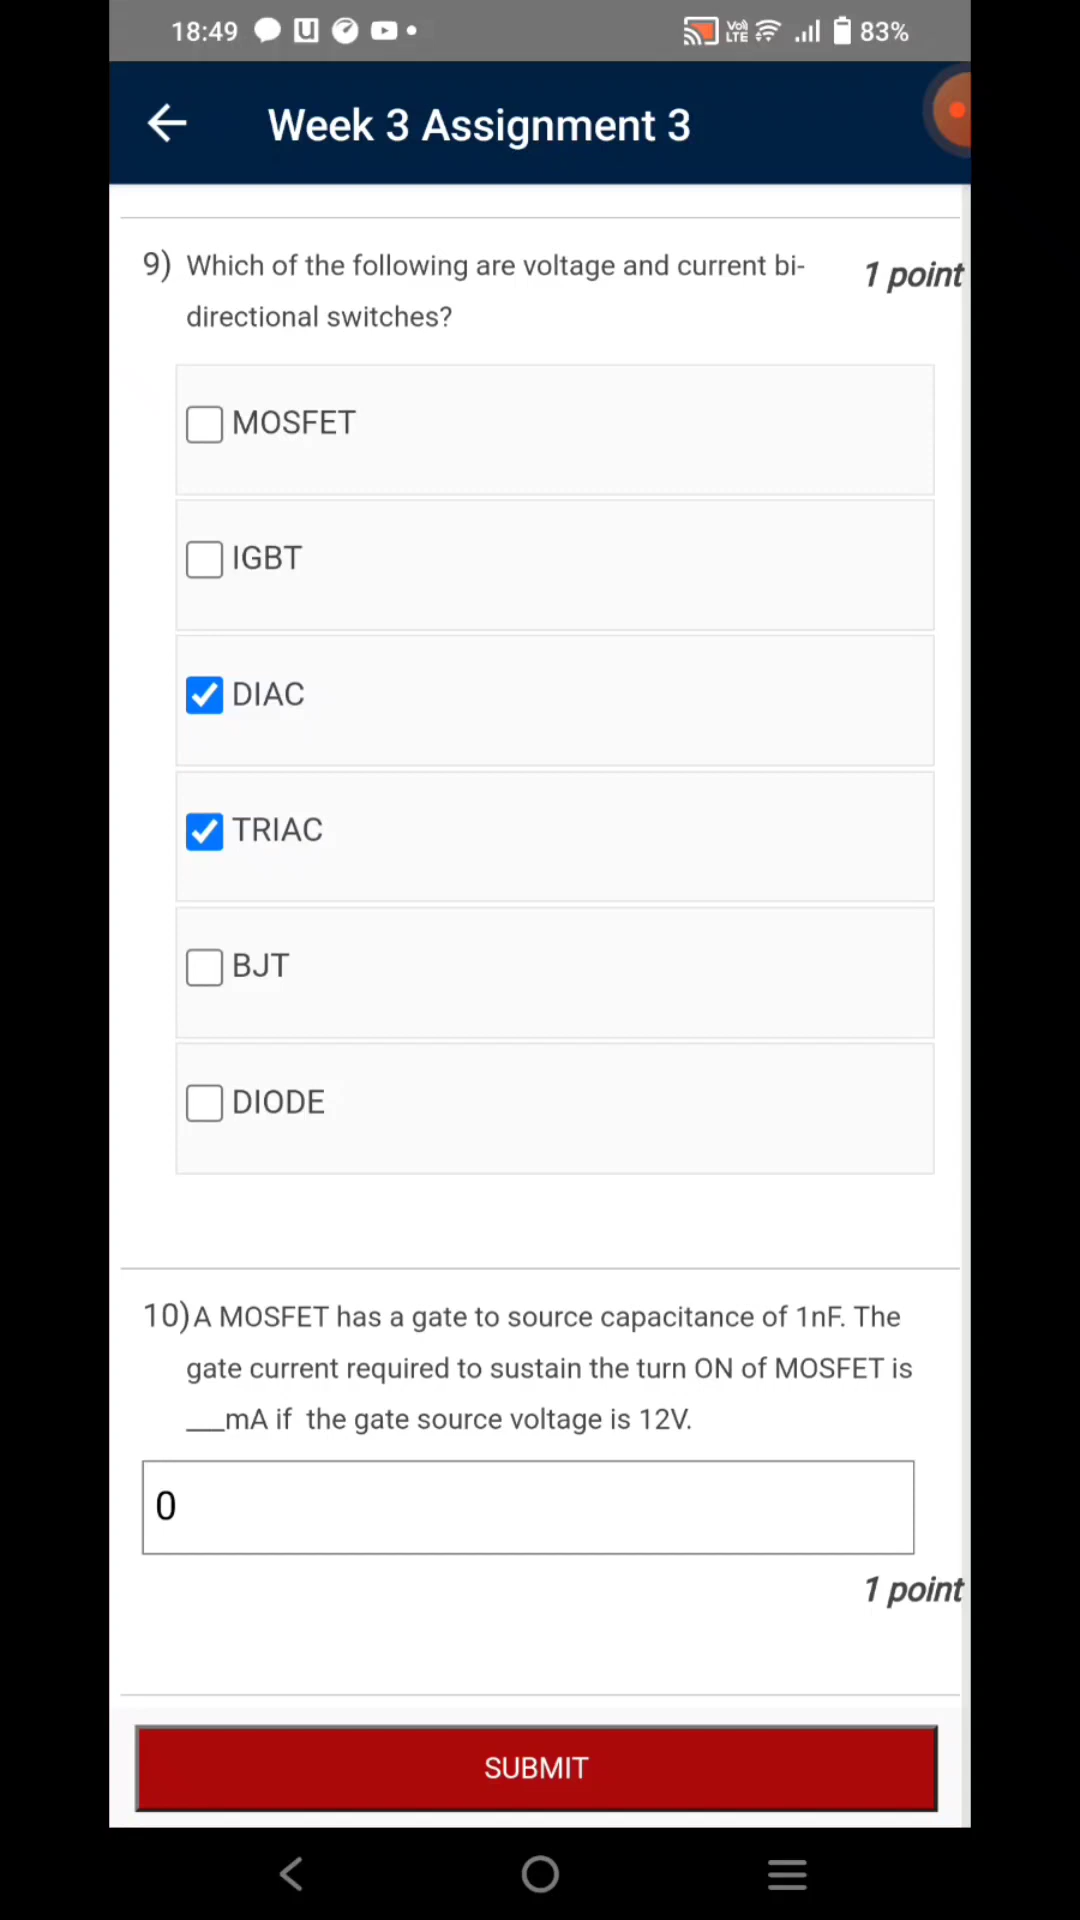 18:49
U
Vo) LTE
83%
Week 3 Assignment 3
9) Which of the following are voltage and current bi-
directional switches?
1 point
MOSFET
IGBT
DIAC
TRIAC
BJT
DIODE
10) A MOSFET has a gate to source capacitance of 1nF. The
gate current required to sustain the turn ON of MOSFET is
___mA if the gate source voltage is 12V.
0
1 point
SUBMIT